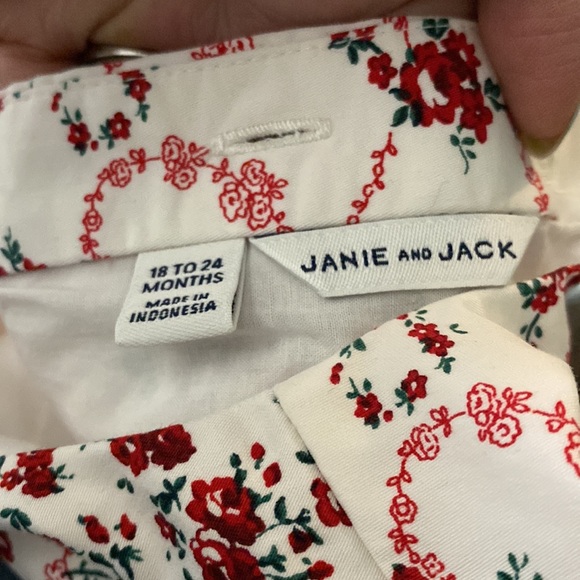 18 TO 24
MONTHS
MADE IN
INDONESIA
JANIE AND JACK